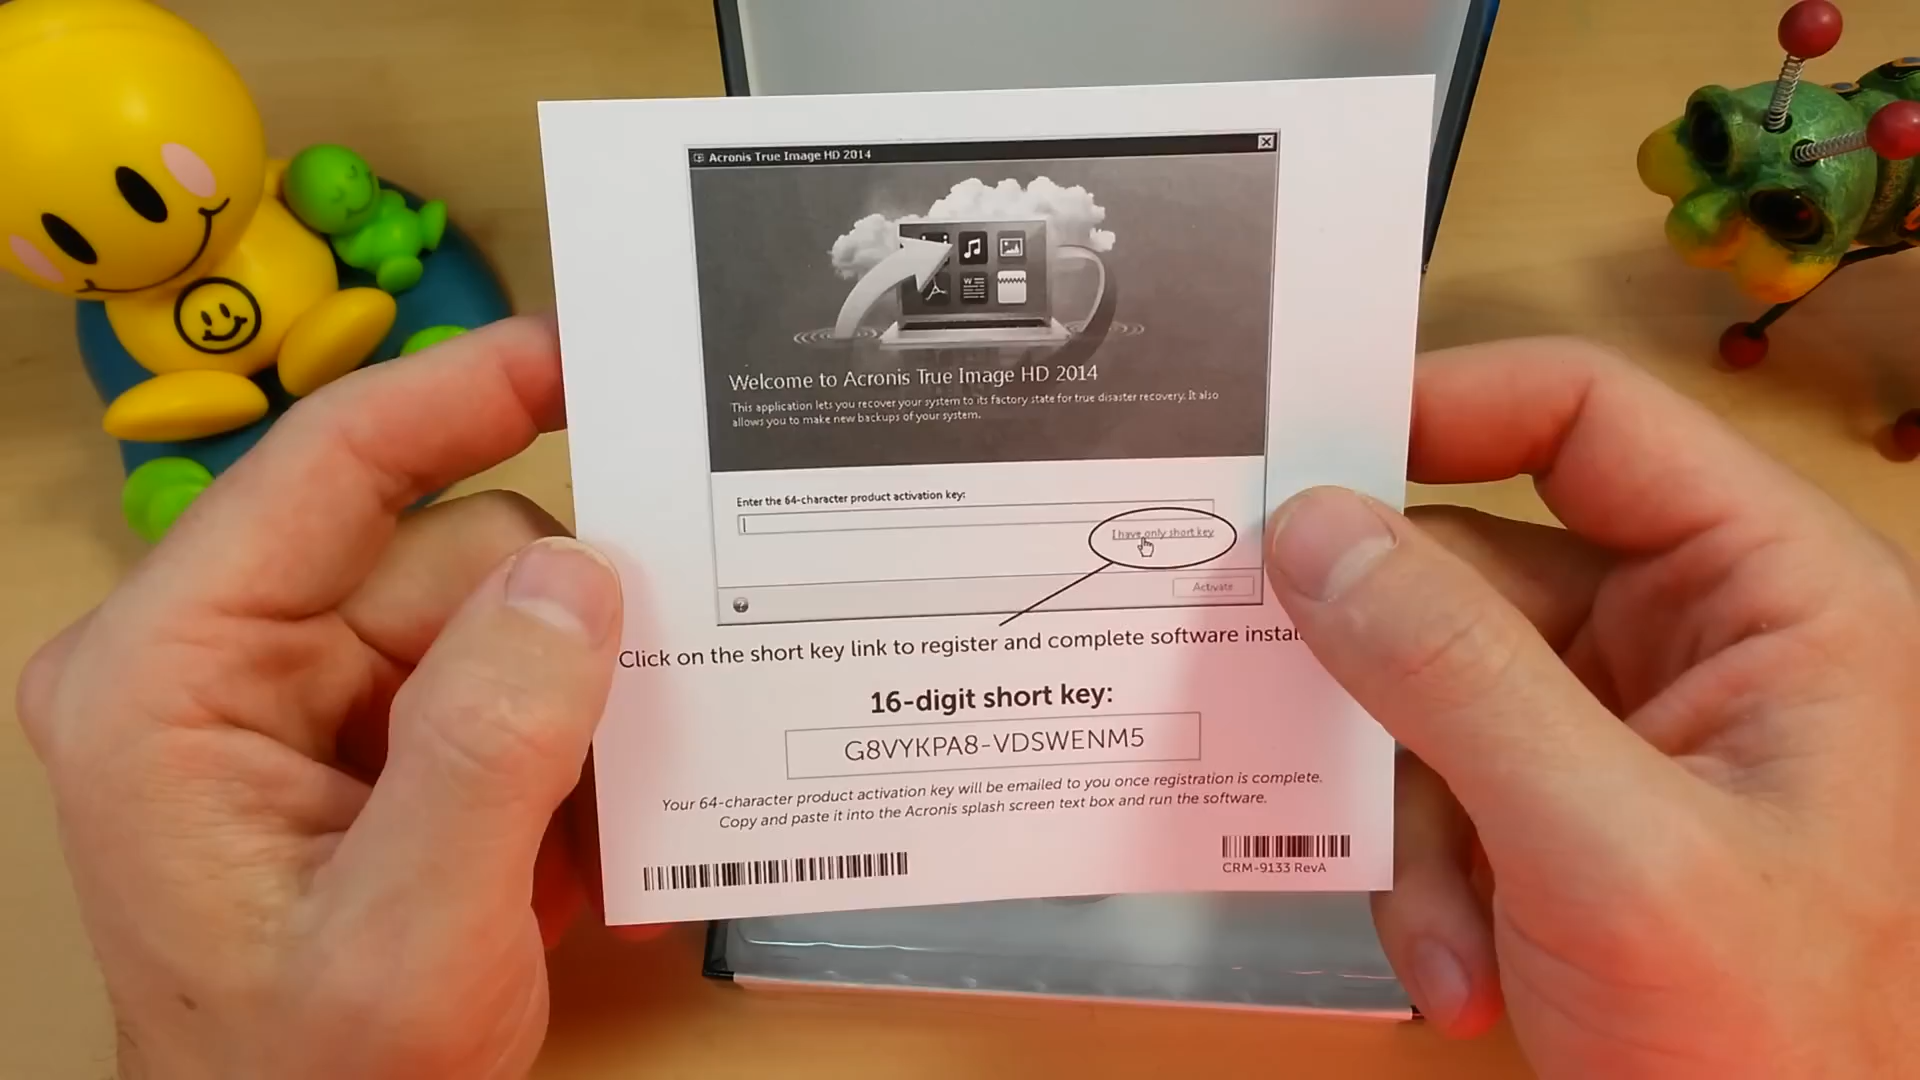 Acronis True Image HD 2014
Welcome to Acronis True Image HD 2014
This application lets you recover your system to its factory state for true disaster recovery. It also
allows you to make new backups of your system.
Enter the 64-character product activation key:
I have only short key
Activate
Click on the short key link to register and complete software
16-digit short key:
G8VYKPA8-VDSWENM5
Your 64-character product activation key will be emailed to you once registration is complete.
Copy and paste it into the Acronis splash screen text box and run the software.
CRM-9133 RevA